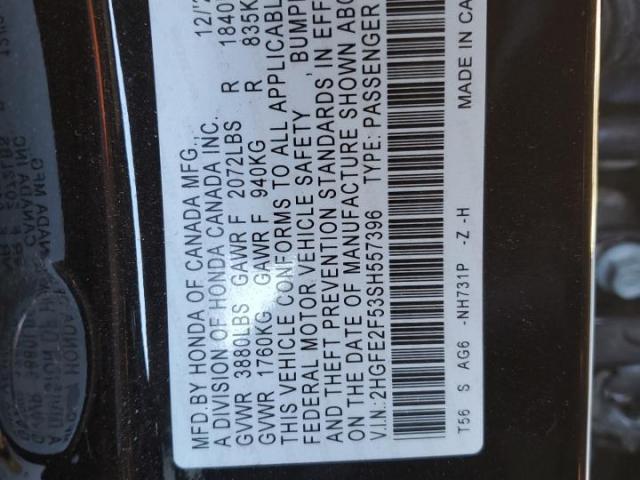 MFD.BY HONDA OF CANADA MFG., 12/
A DIVISION OF HONDA CANADA INC.
GVWR 3880LBS GAWR F 2072LBS R 1840
GVWR 1760KG GAWR F 940KG R 835K
THIS VEHICLE CONFORMS TO ALL APPLICABLE
FEDERAL MOTOR VEHICLE SAFETY , BUMP
AND THEFT PREVENTION STANDARDS IN EFF
ON THE DATE OF MANUFACTURE SHOWN ABO
V.I.N.: 2HGFE2F53SH557396 TYPE: PASSENGER
T56 S AG6 -NH731P -Z -H MADE IN CA